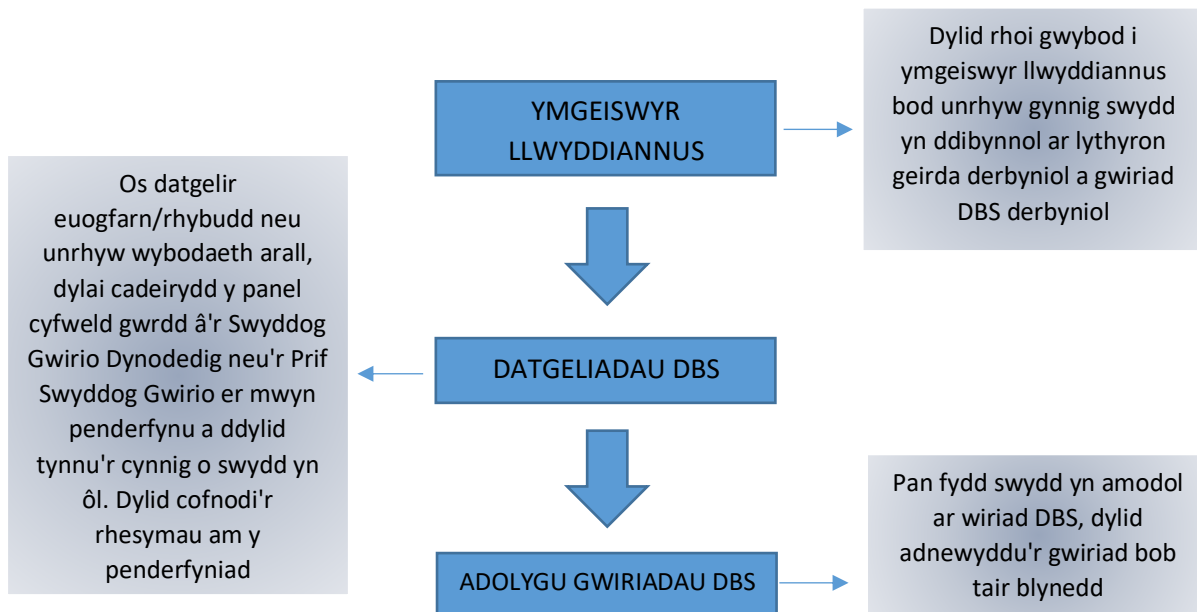 YMGEISWYR
LLWYDDIANNUS
Dylid rhoi gwybod i
ymgeiswyr llwyddiannus
bod unrhyw gynnig swydd
yn ddibynnol ar lythyron
geirda derbyniol a gwiriad
DBS derbyniol
DATGELIADAU DBS
Os datgelir
euogfarn/rhybudd neu
unrhyw wybodaeth arall,
dylai cadeirydd y panel
cyfweld gwrdd â'r Swyddog
Gwirio Dynodedig neu'r Prif
Swyddog Gwirio er mwyn
penderfynu a ddylid
tynnu'r cynnig o swydd yn
ôl. Dylid cofnodi'r
rhesymau am y
penderfyniad
ADOLYGU GWIRIADAU DBS
Pan fydd swydd yn amodol
ar wiriad DBS, dylid
adnewyddu'r gwiriad bob
tair blynedd